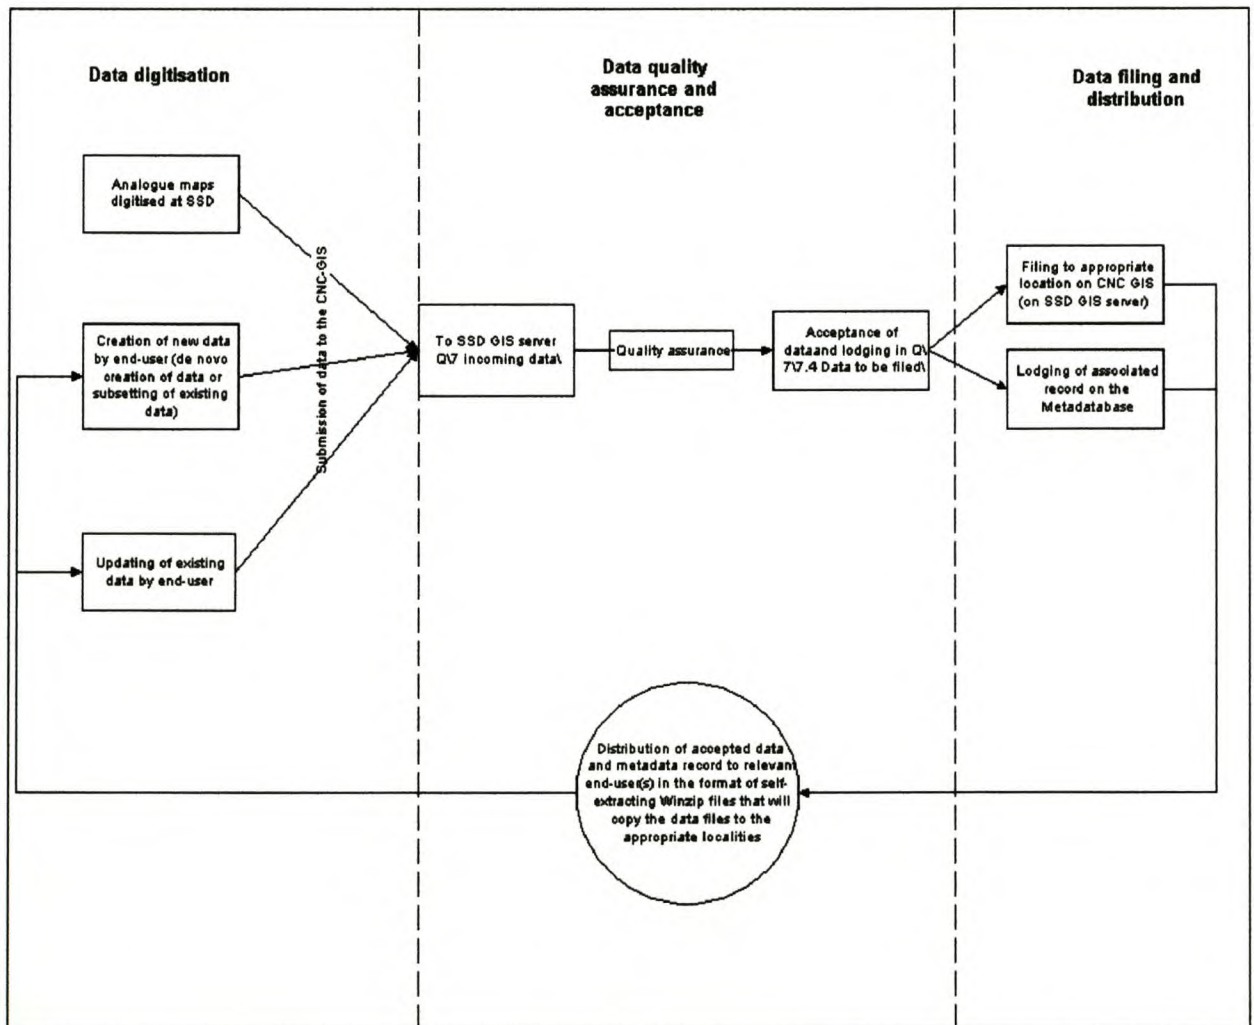 Data digitisation
Data quality
assurance and
acceptance
Data filing and
distribution
Analogue maps
digitised at SSD
Creation of new data
by end-user (de novo
creation of data or
subsetting of existing
data)
Updating of existing
data by end-user
Submission of data to the CNC-GIS
To SSD GIS server
Q\7 incoming data\
Quality assurance
Acceptance of
dataand lodging in Q\
7\7.4 Data to be filed\
Filing to appropriate
location on CNC GIS
(on SSD GIS server)
Lodging of associated
record on the
Metadatabase
Distribution of accepted data
and metadata record to relevant
end-user(s) in the format of self-
extracting Winzip files that will
copy the data files to the
appropriate localities